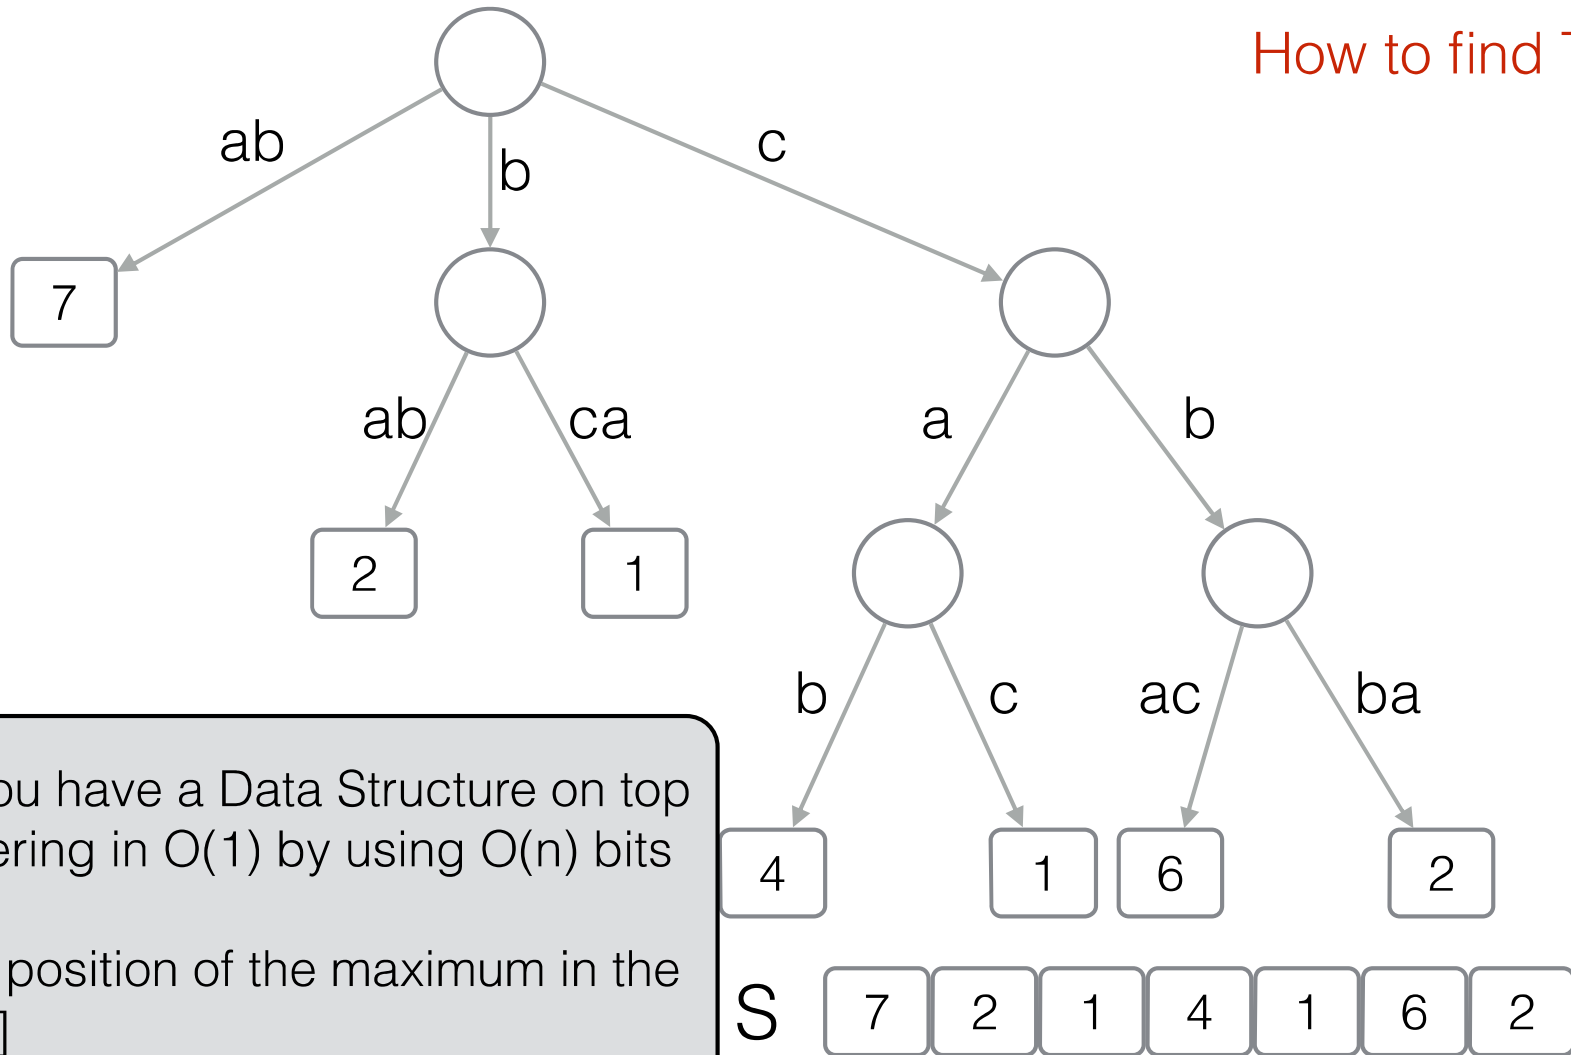 How to find
ab
b
c
7
ab
ca
a
b
2
1
b
c
ac
ba
have a Data Structure on top
in O(1) by using O(n) bits
4
1
6
2
position of the maximum in the
S 7 2 1 4 1 6 2